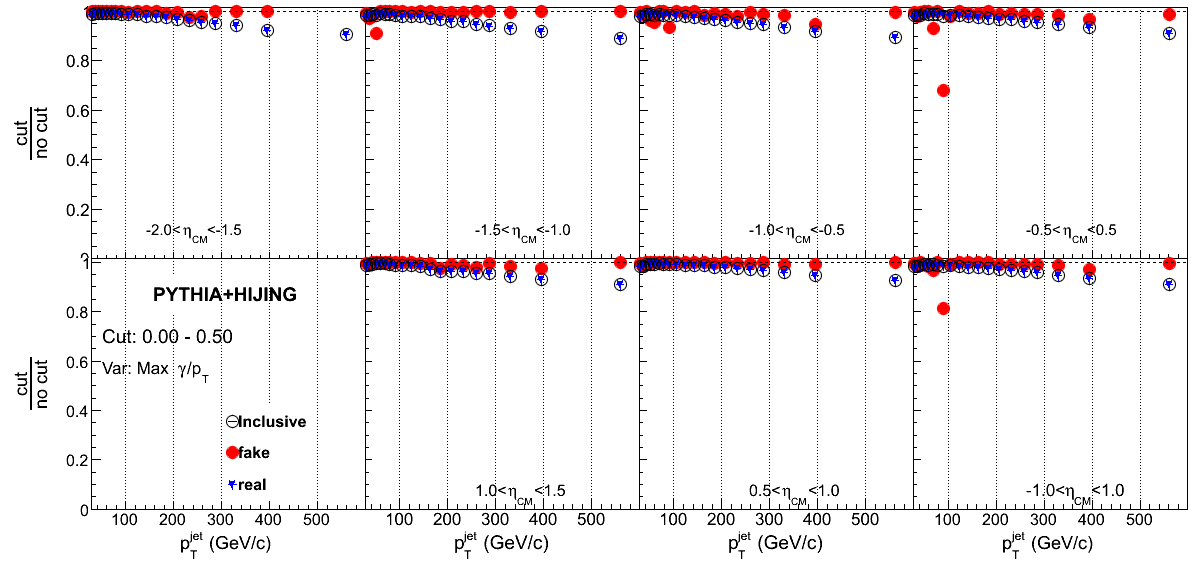 1
0.8
0.6
0.4
0.2
cut
no cut
-2.0<η_CM<-1.5
-1.5<η_CM<-1.0
-1.0<η_CM<-0.5
-0.5<η_CM<0.5
1
0.8
0.6
0.4
0.2
0
cut
no cut
PYTHIA+HIJING
Cut: 0.00 - 0.50
Var: Max γ/p_T
Inclusive
fake
real
1.0<η_CM<1.5
0.5<η_CM<1.0
-1.0<η_CM<1.0
100 200 300 400 500
100 200 300 400 500
100 200 300 400 500
100 200 300 400 500
p_T^jet (GeV/c)
p_T^jet (GeV/c)
p_T^jet (GeV/c)
p_T^jet (GeV/c)